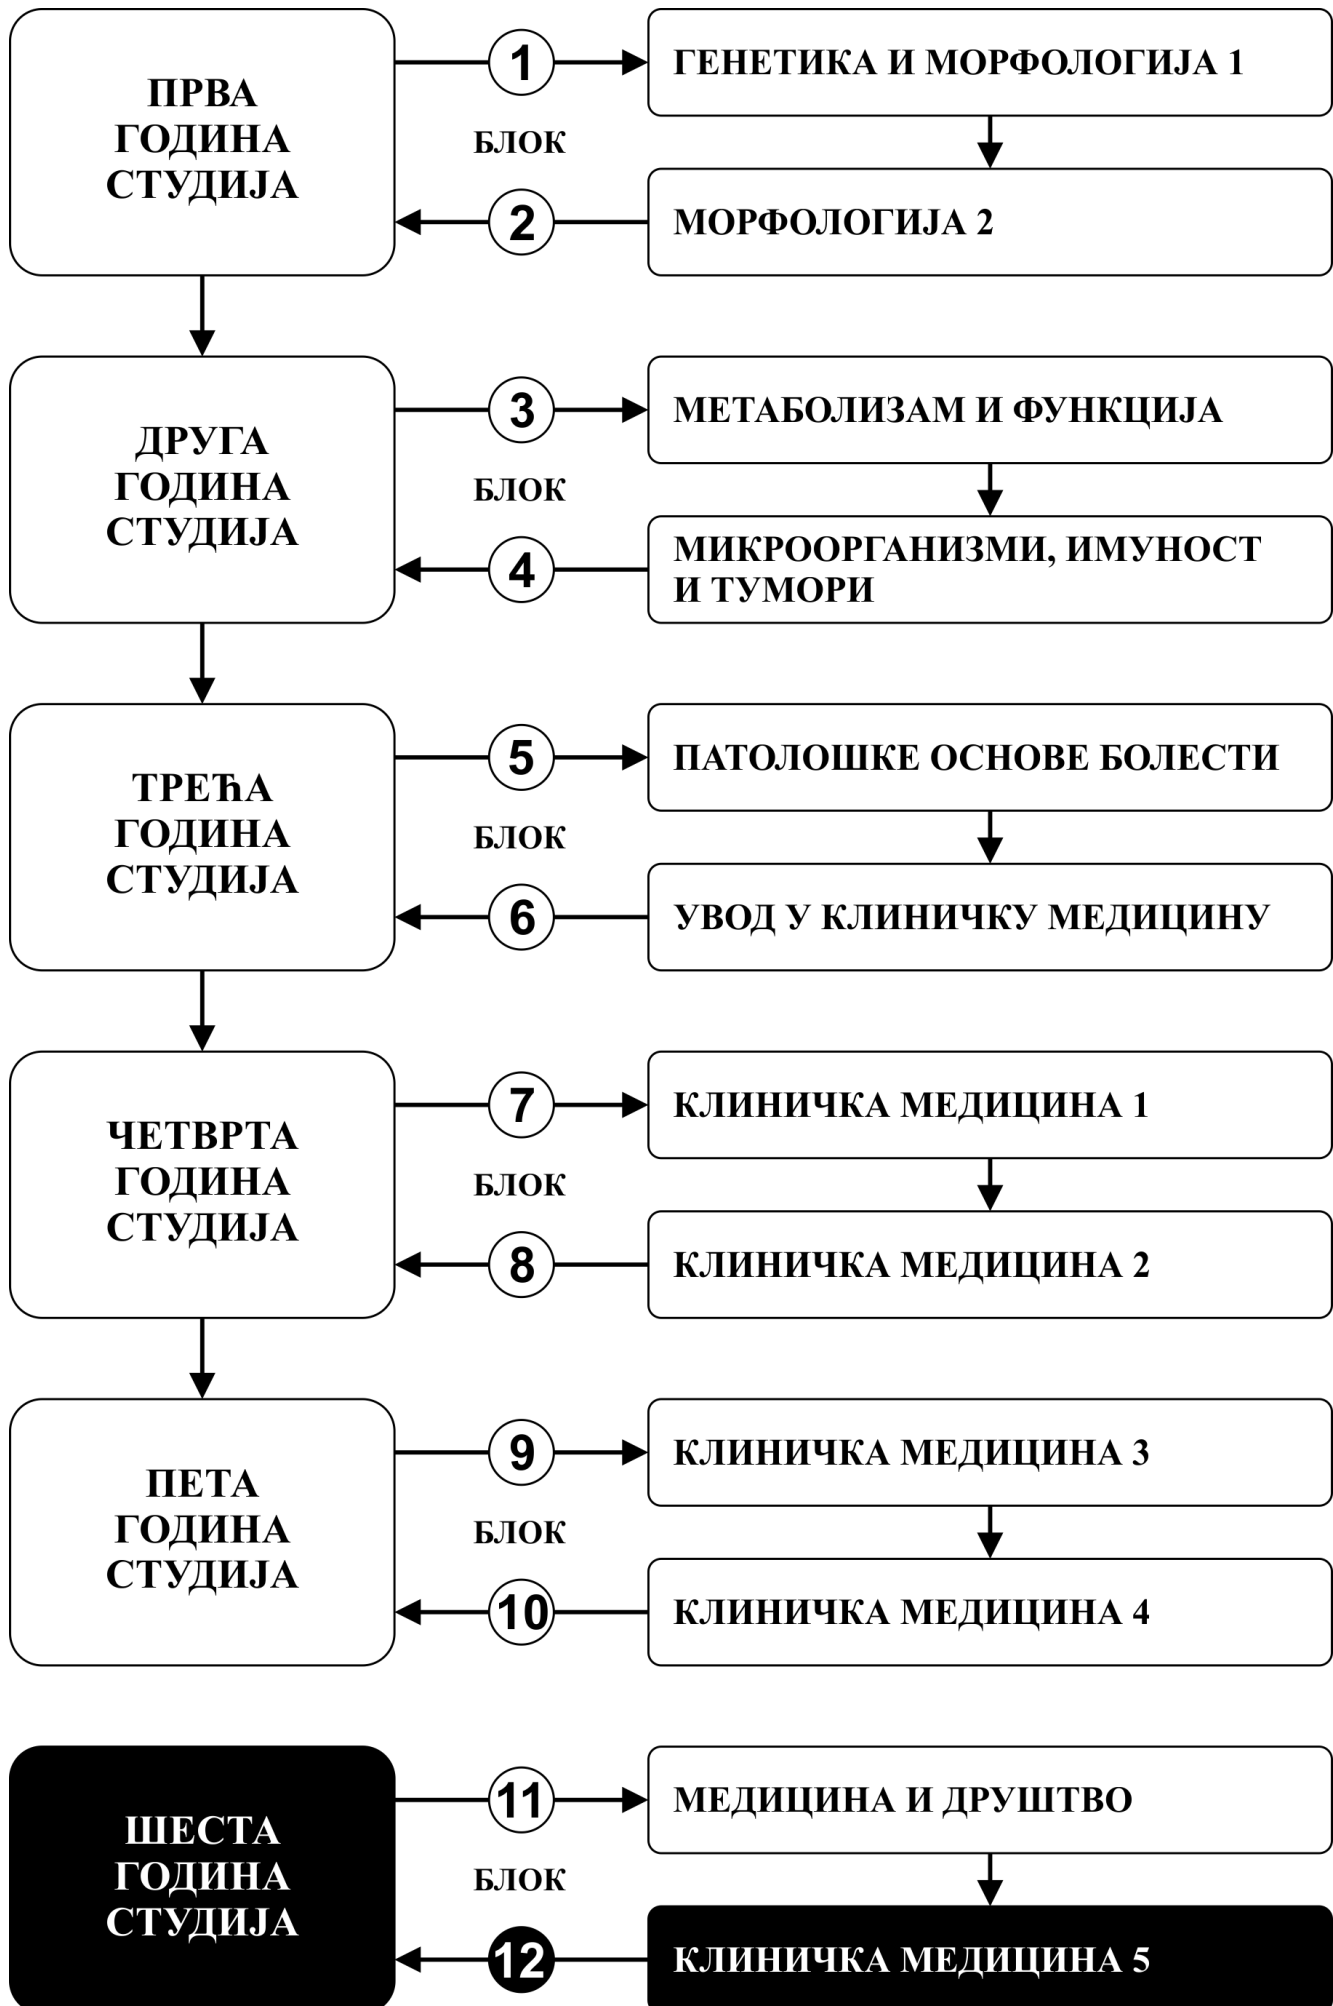 ПРВА
ГОДИНА
СТУДИЈА
1
БЛОК
2
ГЕНЕТИКА И МОРФОЛОГИЈА 1
МОРФОЛОГИЈА 2
ДРУГА
ГОДИНА
СТУДИЈА
3
БЛОК
4
МЕТАБОЛИЗАМ И ФУНКЦИЈА
МИКРООРГАНИЗМИ, ИМУНОСТ
И ТУМОРИ
ТРЕЋА
ГОДИНА
СТУДИЈА
5
БЛОК
6
ПАТОЛОШКЕ ОСНОВЕ БОЛЕСТИ
УВОД У КЛИНИЧКУ МЕДИЦИНУ
ЧЕТВРТА
ГОДИНА
СТУДИЈА
7
БЛОК
8
КЛИНИЧКА МЕДИЦИНА 1
КЛИНИЧКА МЕДИЦИНА 2
ПЕТА
ГОДИНА
СТУДИЈА
9
БЛОК
10
КЛИНИЧКА МЕДИЦИНА 3
КЛИНИЧКА МЕДИЦИНА 4
ШЕСТА
ГОДИНА
СТУДИЈА
11
БЛОК
12
МЕДИЦИНА И ДРУШТВО
КЛИНИЧКА МЕДИЦИНА 5